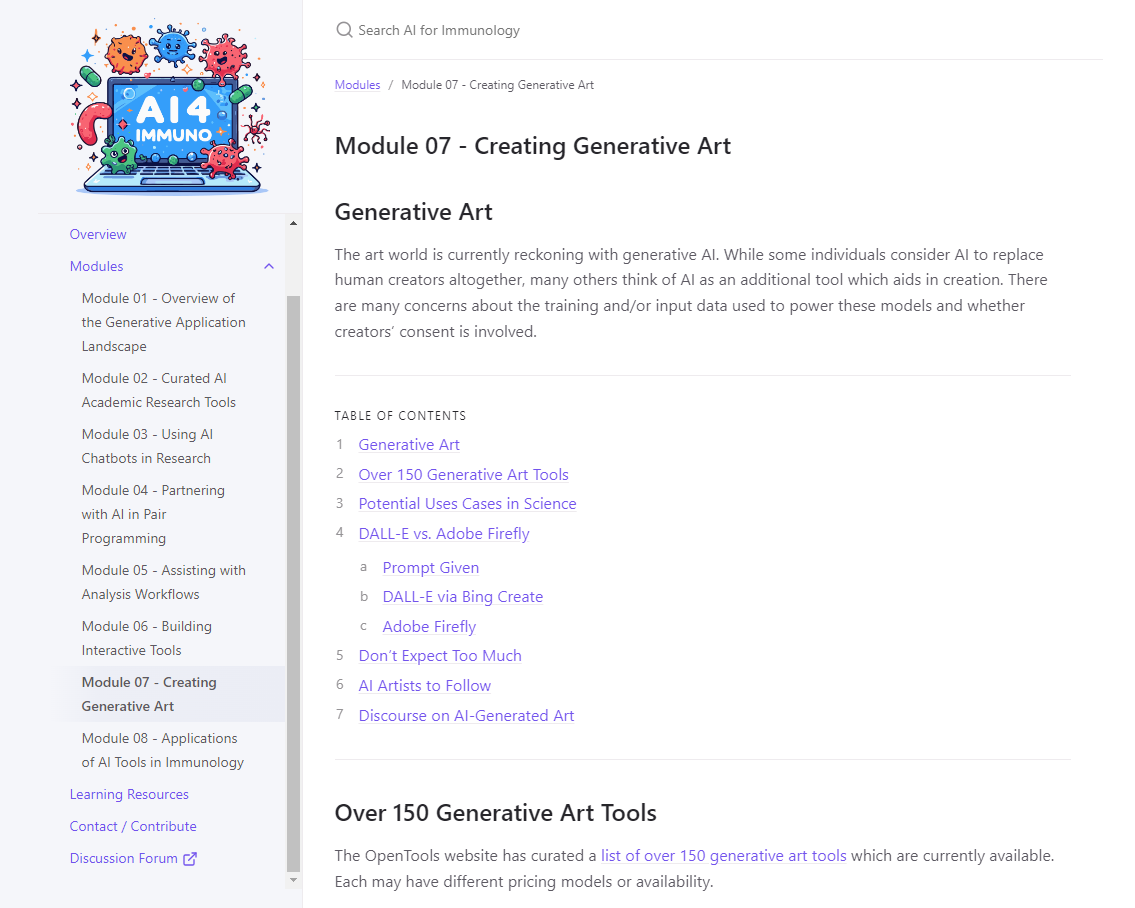 AI4
IMMUNO
Overview
Modules
Module 01 - Overview of
the Generative Application
Landscape
Module 02 - Curated AI
Academic Research Tools
Module 03 - Using AI
Chatbots in Research
Module 04 - Partnering
with AI in Pair
Programming
Module 05 - Assisting with
Analysis Workflows
Module 06 - Building
Interactive Tools
Module 07 - Creating
Generative Art
Module 08 - Applications
of AI Tools in Immunology
Learning Resources
Contact / Contribute
Discussion Forum
Search AI for Immunology
Modules / Module 07 - Creating Generative Art
Module 07 - Creating Generative Art
Generative Art
The art world is currently reckoning with generative AI. While some individuals consider AI to replace
human creators altogether, many others think of AI as an additional tool which aids in creation. There
are many concerns about the training and/or input data used to power these models and whether
creators’ consent is involved.
TABLE OF CONTENTS
1 Generative Art
2 Over 150 Generative Art Tools
3 Potential Uses Cases in Science
4 DALL-E vs. Adobe Firefly
a Prompt Given
b DALL-E via Bing Create
c Adobe Firefly
5 Don’t Expect Too Much
6 AI Artists to Follow
7 Discourse on AI-Generated Art
Over 150 Generative Art Tools
The OpenTools website has curated a list of over 150 generative art tools which are currently available.
Each may have different pricing models or availability.